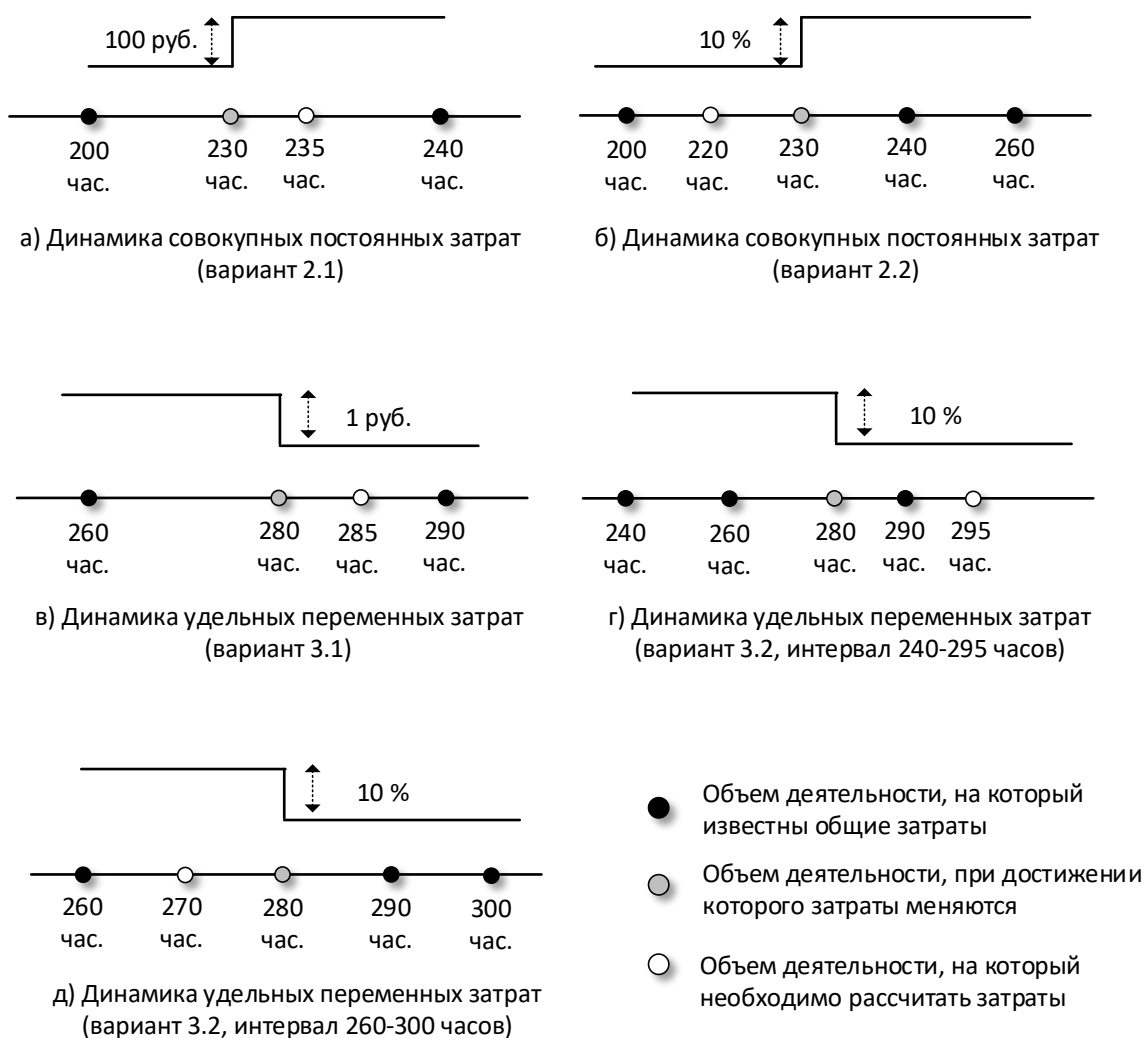 100 руб.
200
час.
230
час.
235
час.
240
час.
а) Динамика совокупных постоянных затрат
(вариант 2.1)
10 %
200
час.
220
час.
230
час.
240
час.
260
час.
б) Динамика совокупных постоянных затрат
(вариант 2.2)
1 руб.
260
час.
280
час.
285
час.
290
час.
в) Динамика удельных переменных затрат
(вариант 3.1)
10 %
240
час.
260
час.
280
час.
290
час.
295
час.
г) Динамика удельных переменных затрат
(вариант 3.2, интервал 240-295 часов)
10 %
260
час.
270
час.
280
час.
290
час.
300
час.
д) Динамика удельных переменных затрат
(вариант 3.2, интервал 260-300 часов)
Объем деятельности, на который
известны общие затраты
Объем деятельности, при достижении
которого затраты меняются
Объем деятельности, на который
необходимо рассчитать затраты